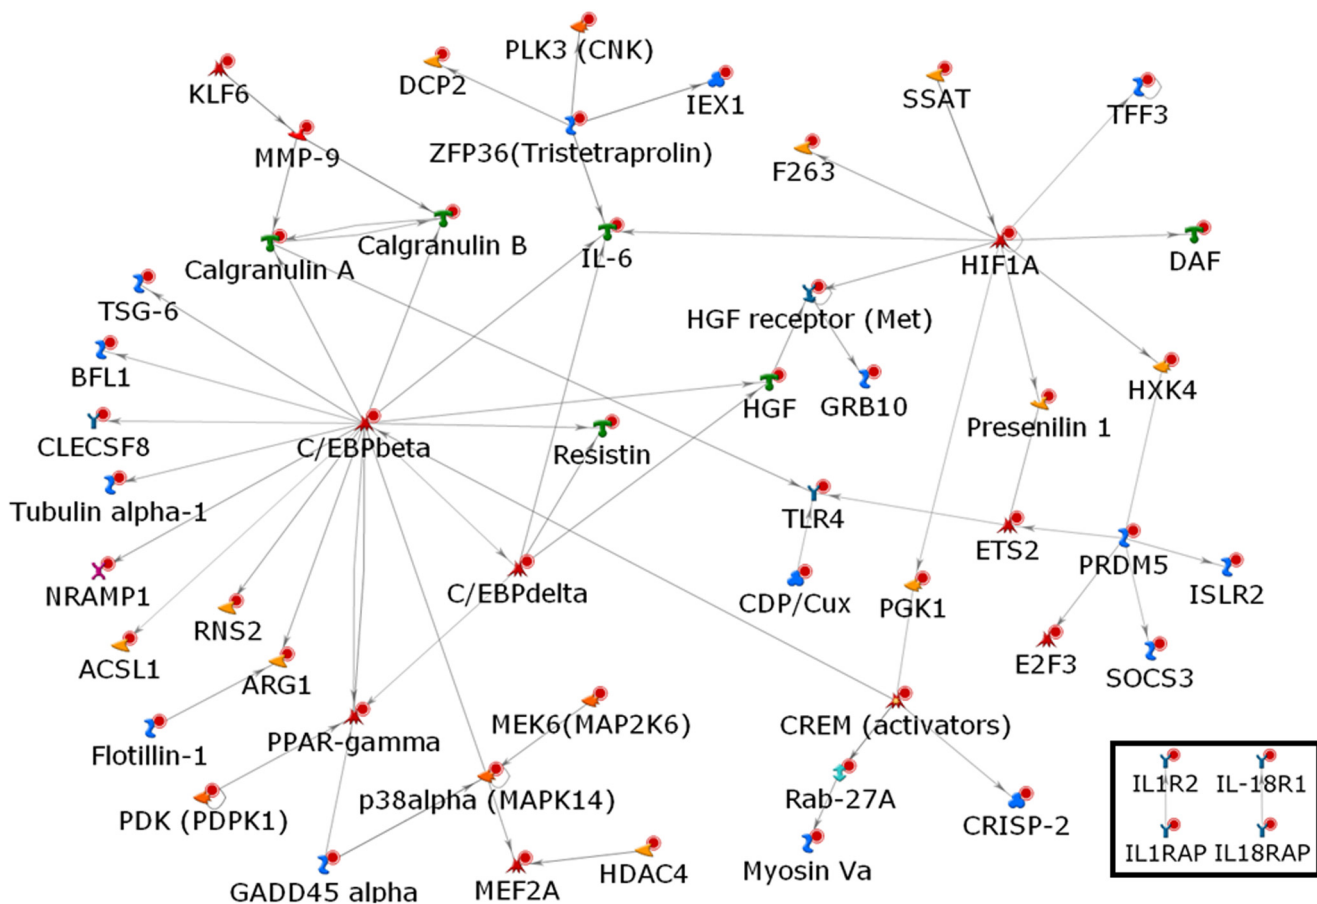 PLK3 (CNK)
DCP2
KLF6
IEX1
SSAT
TFF3
ZFP36(Tristetraprolin)
MMP-9
F263
Calgranulin B
Calgranulin A
IL-6
HIF1A
DAF
TSG-6
HGF receptor (Met)
BFL1
HXK4
HGF
GRB10
CLECSF8
C/EBPbeta
Resistin
Presenilin 1
Tubulin alpha-1
TLR4
ETS2
PRDM5
NRAMP1
C/EBPdelta
CDP/Cux
PGK1
ISLR2
RNS2
ACSL1
ARG1
E2F3
SOCS3
MEK6(MAP2K6)
CREM (activators)
Flotillin-1
PPAR-gamma
IL1R2
IL-18R1
PDK (PDPK1)
p38alpha (MAPK14)
Rab-27A
CRISP-2
IL1RAP
IL18RAP
Myosin Va
HDAC4
GADD45 alpha
MEF2A